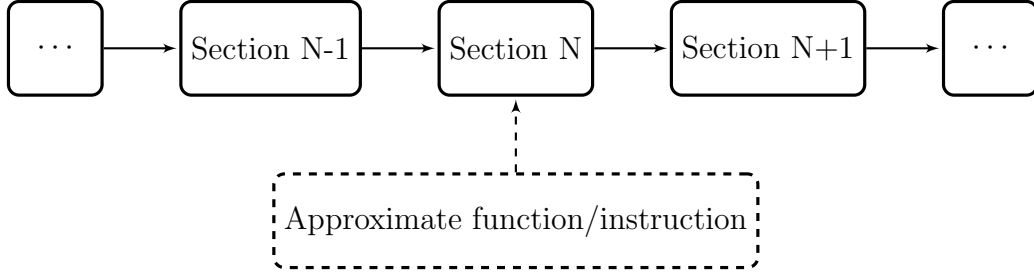 ...
Section N-1
Section N
Section N+1
...
Approximate function/instruction